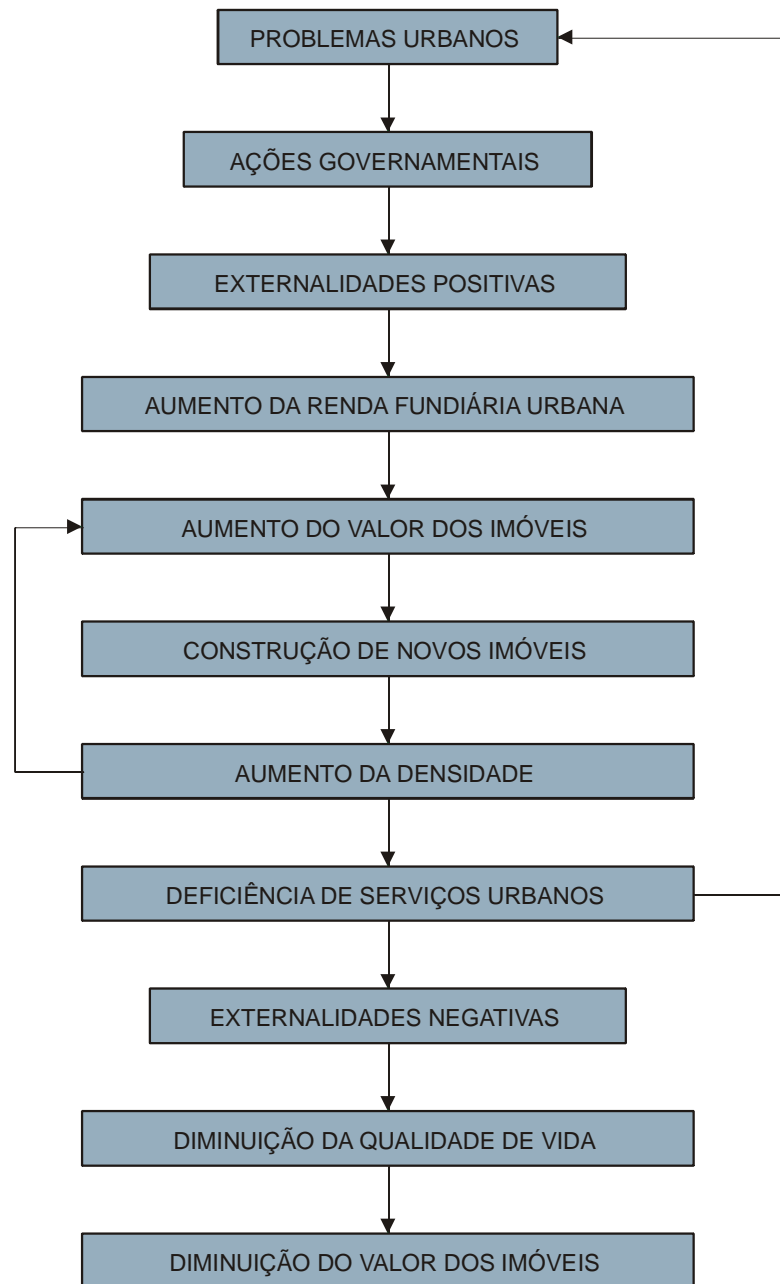 PROBLEMAS URBANOS
AÇÕES GOVERNAMENTAIS
EXTERNALIDADES POSITIVAS
AUMENTO DA RENDA FUNDIÁRIA URBANA
AUMENTO DO VALOR DOS IMÓVEIS
CONSTRUÇÃO DE NOVOS IMÓVEIS
AUMENTO DA DENSIDADE
DEFICIÊNCIA DE SERVIÇOS URBANOS
EXTERNALIDADES NEGATIVAS
DIMINUIÇÃO DA QUALIDADE DE VIDA
DIMINUIÇÃO DO VALOR DOS IMÓVEIS